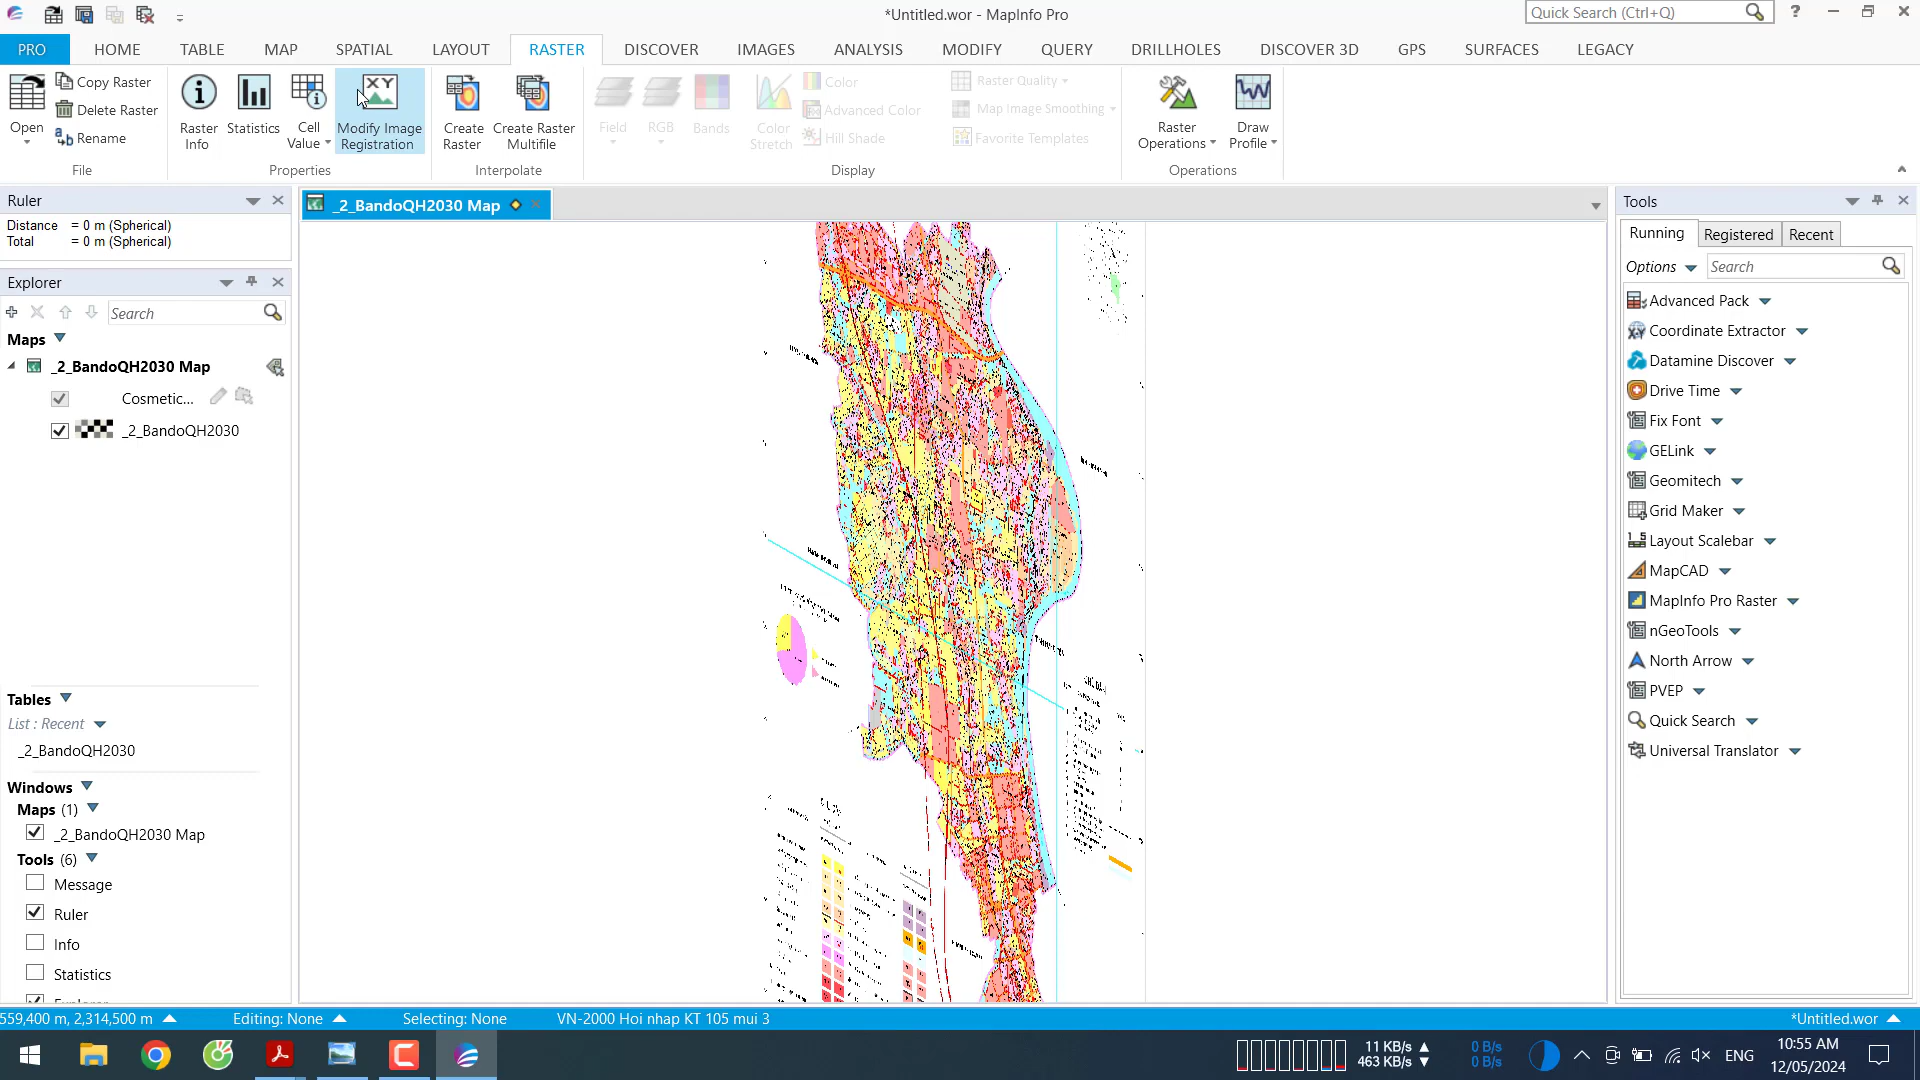 *Untitled.wor - MapInfo Pro
Quick Search (Ctrl+Q)
PRO HOME TABLE MAP SPATIAL LAYOUT RASTER DISCOVER IMAGES ANALYSIS MODIFY QUERY DRILLHOLES DISCOVER 3D GPS SURFACES LEGACY
Open
Copy Raster
Delete Raster
Rename
File
Raster Info
Statistics
Cell Value
XY
Modify Image Registration
Properties
Create Raster
Create Raster Multifile
Interpolate
Field
RGB
Bands
Color Stretch
Color
Advanced Color
Hill Shade
Raster Quality
Map Image Smoothing
Favorite Templates
Display
Raster Operations
Draw Profile
Operations
Ruler
Distance = 0 m (Spherical)
Total = 0 m (Spherical)
Explorer
Search
Maps
_2_BandoQH2030 Map
Cosmetic...
_2_BandoQH2030
Tables
List : Recent
_2_BandoQH2030
Windows
Maps (1)
_2_BandoQH2030 Map
Tools (6)
Message
Ruler
Info
Statistics
_2_BandoQH2030 Map
Tools
Running Registered Recent
Options Search
Advanced Pack
Coordinate Extractor
Datamine Discover
Drive Time
Fix Font
GELink
Geomitech
Grid Maker
Layout Scalebar
MapCAD
MapInfo Pro Raster
nGeoTools
North Arrow
PVEP
Quick Search
Universal Translator
559,400 m, 2,314,500 m Editing: None Selecting: None VN-2000 Hoi nhap KT 105 mui 3 *Untitled.wor
11 KB/s
463 KB/s
0 B/s
0 B/s
ENG
10:55 AM
12/05/2024